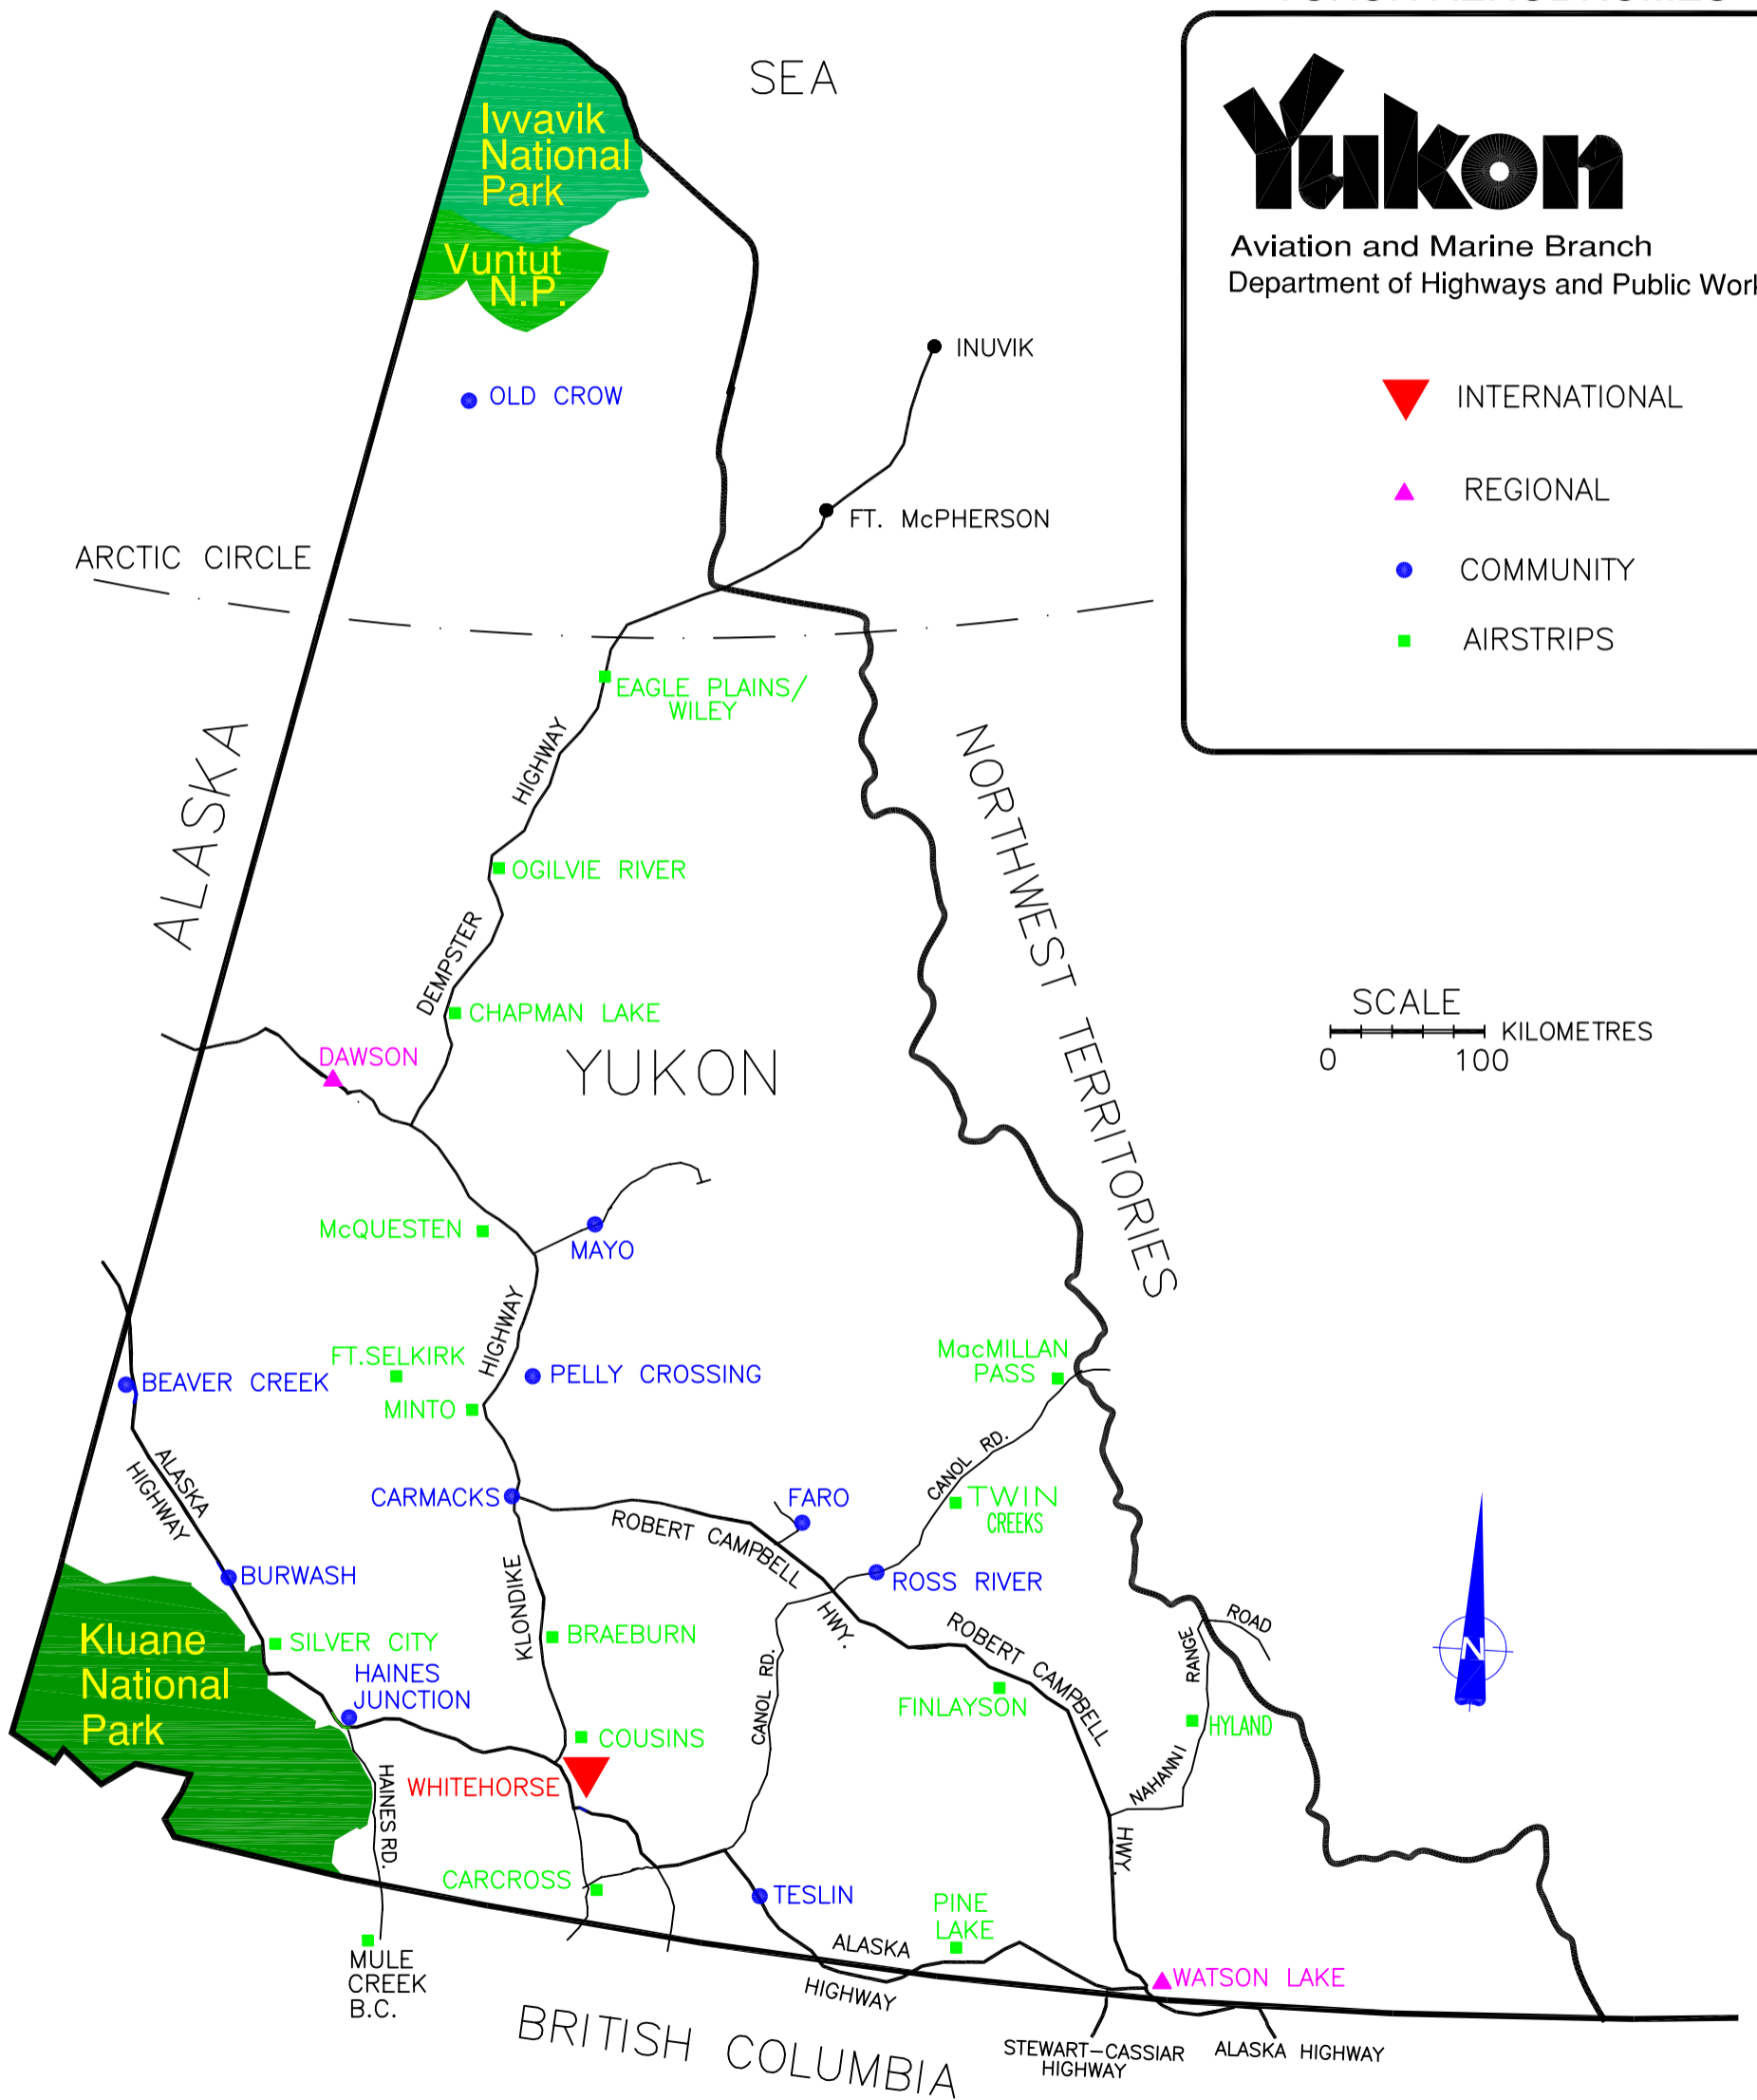 SEA
Ivvavik
National
Park
Vuntut
N.P.
Yukon
Aviation and Marine Branch
Department of Highways and Public Work
INTERNATIONAL
REGIONAL
COMMUNITY
AIRSTRIPS
INUVIK
OLD CROW
FT. McPHERSON
ARCTIC CIRCLE
EAGLE PLAINS/
WILEY
HIGHWAY
ALASKA
NORTHWEST TERRITORIES
OGILVIE RIVER
DEMPSTER
CHAPMAN LAKE
SCALE
KILOMETRES
0 100
DAWSON
YUKON
McQUESTEN
MAYO
HIGHWAY
FT.SELKIRK
MacMILLAN
PASS
BEAVER CREEK
PELLY CROSSING
MINTO
ALASKA
HIGHWAY
CANOL RD.
CARMACKS
FARO
TWIN
CREEKS
ROBERT CAMPBELL
HWY.
BURWASH
KLONDIKE
ROSS RIVER
ROBERT CAMPBELL
HWY.
ROAD
RANGE
NAHANNI
Kluane
National
Park
SILVER CITY
BRAEBURN
HAINES
JUNCTION
CANOL RD.
FINLAYSON
HYLAND
N
COUSINS
WHITEHORSE
HAINES RD.
CARCROSS
TESLIN
PINE
LAKE
MULE
CREEK
B.C.
ALASKA
HIGHWAY
WATSON LAKE
BRITISH COLUMBIA
STEWART-CASSIAR
HIGHWAY
ALASKA HIGHWAY